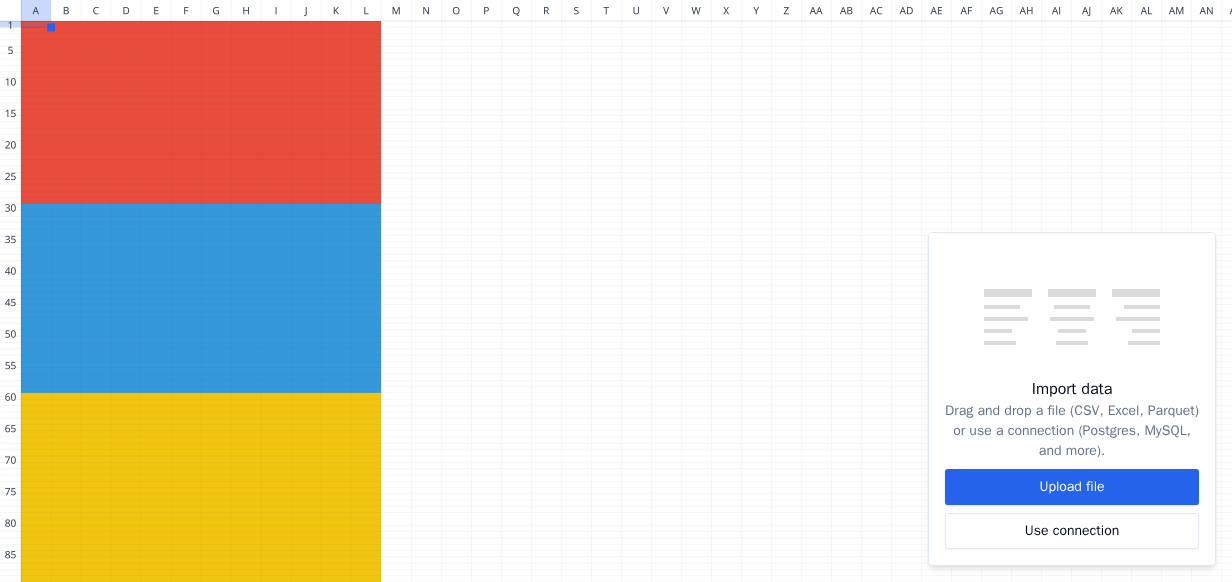 A B C D E F G H I J K L M N O P Q R S T U V W X Y Z AA AB AC AD AE AF AG AH AI AJ AK AL AM AN
1
5
10
15
20
25
30
35
40
45
50
55
60
65
70
75
80
85
Import data
Drag and drop a file (CSV, Excel, Parquet)
or use a connection (Postgres, MySQL,
and more).
Upload file
Use connection